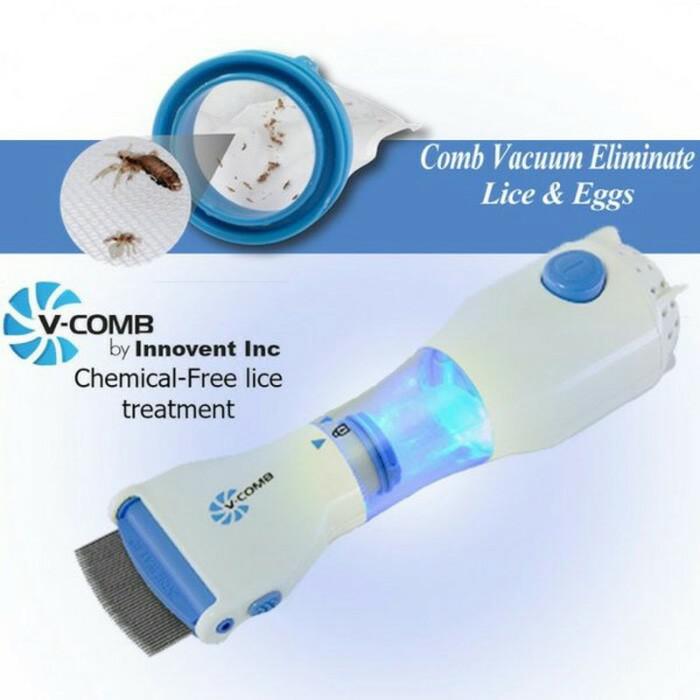 Comb Vacuum Eliminate
Lice & Eggs
V-COMB
by Innovent Inc
Chemical-Free lice
treatment
V-COMB